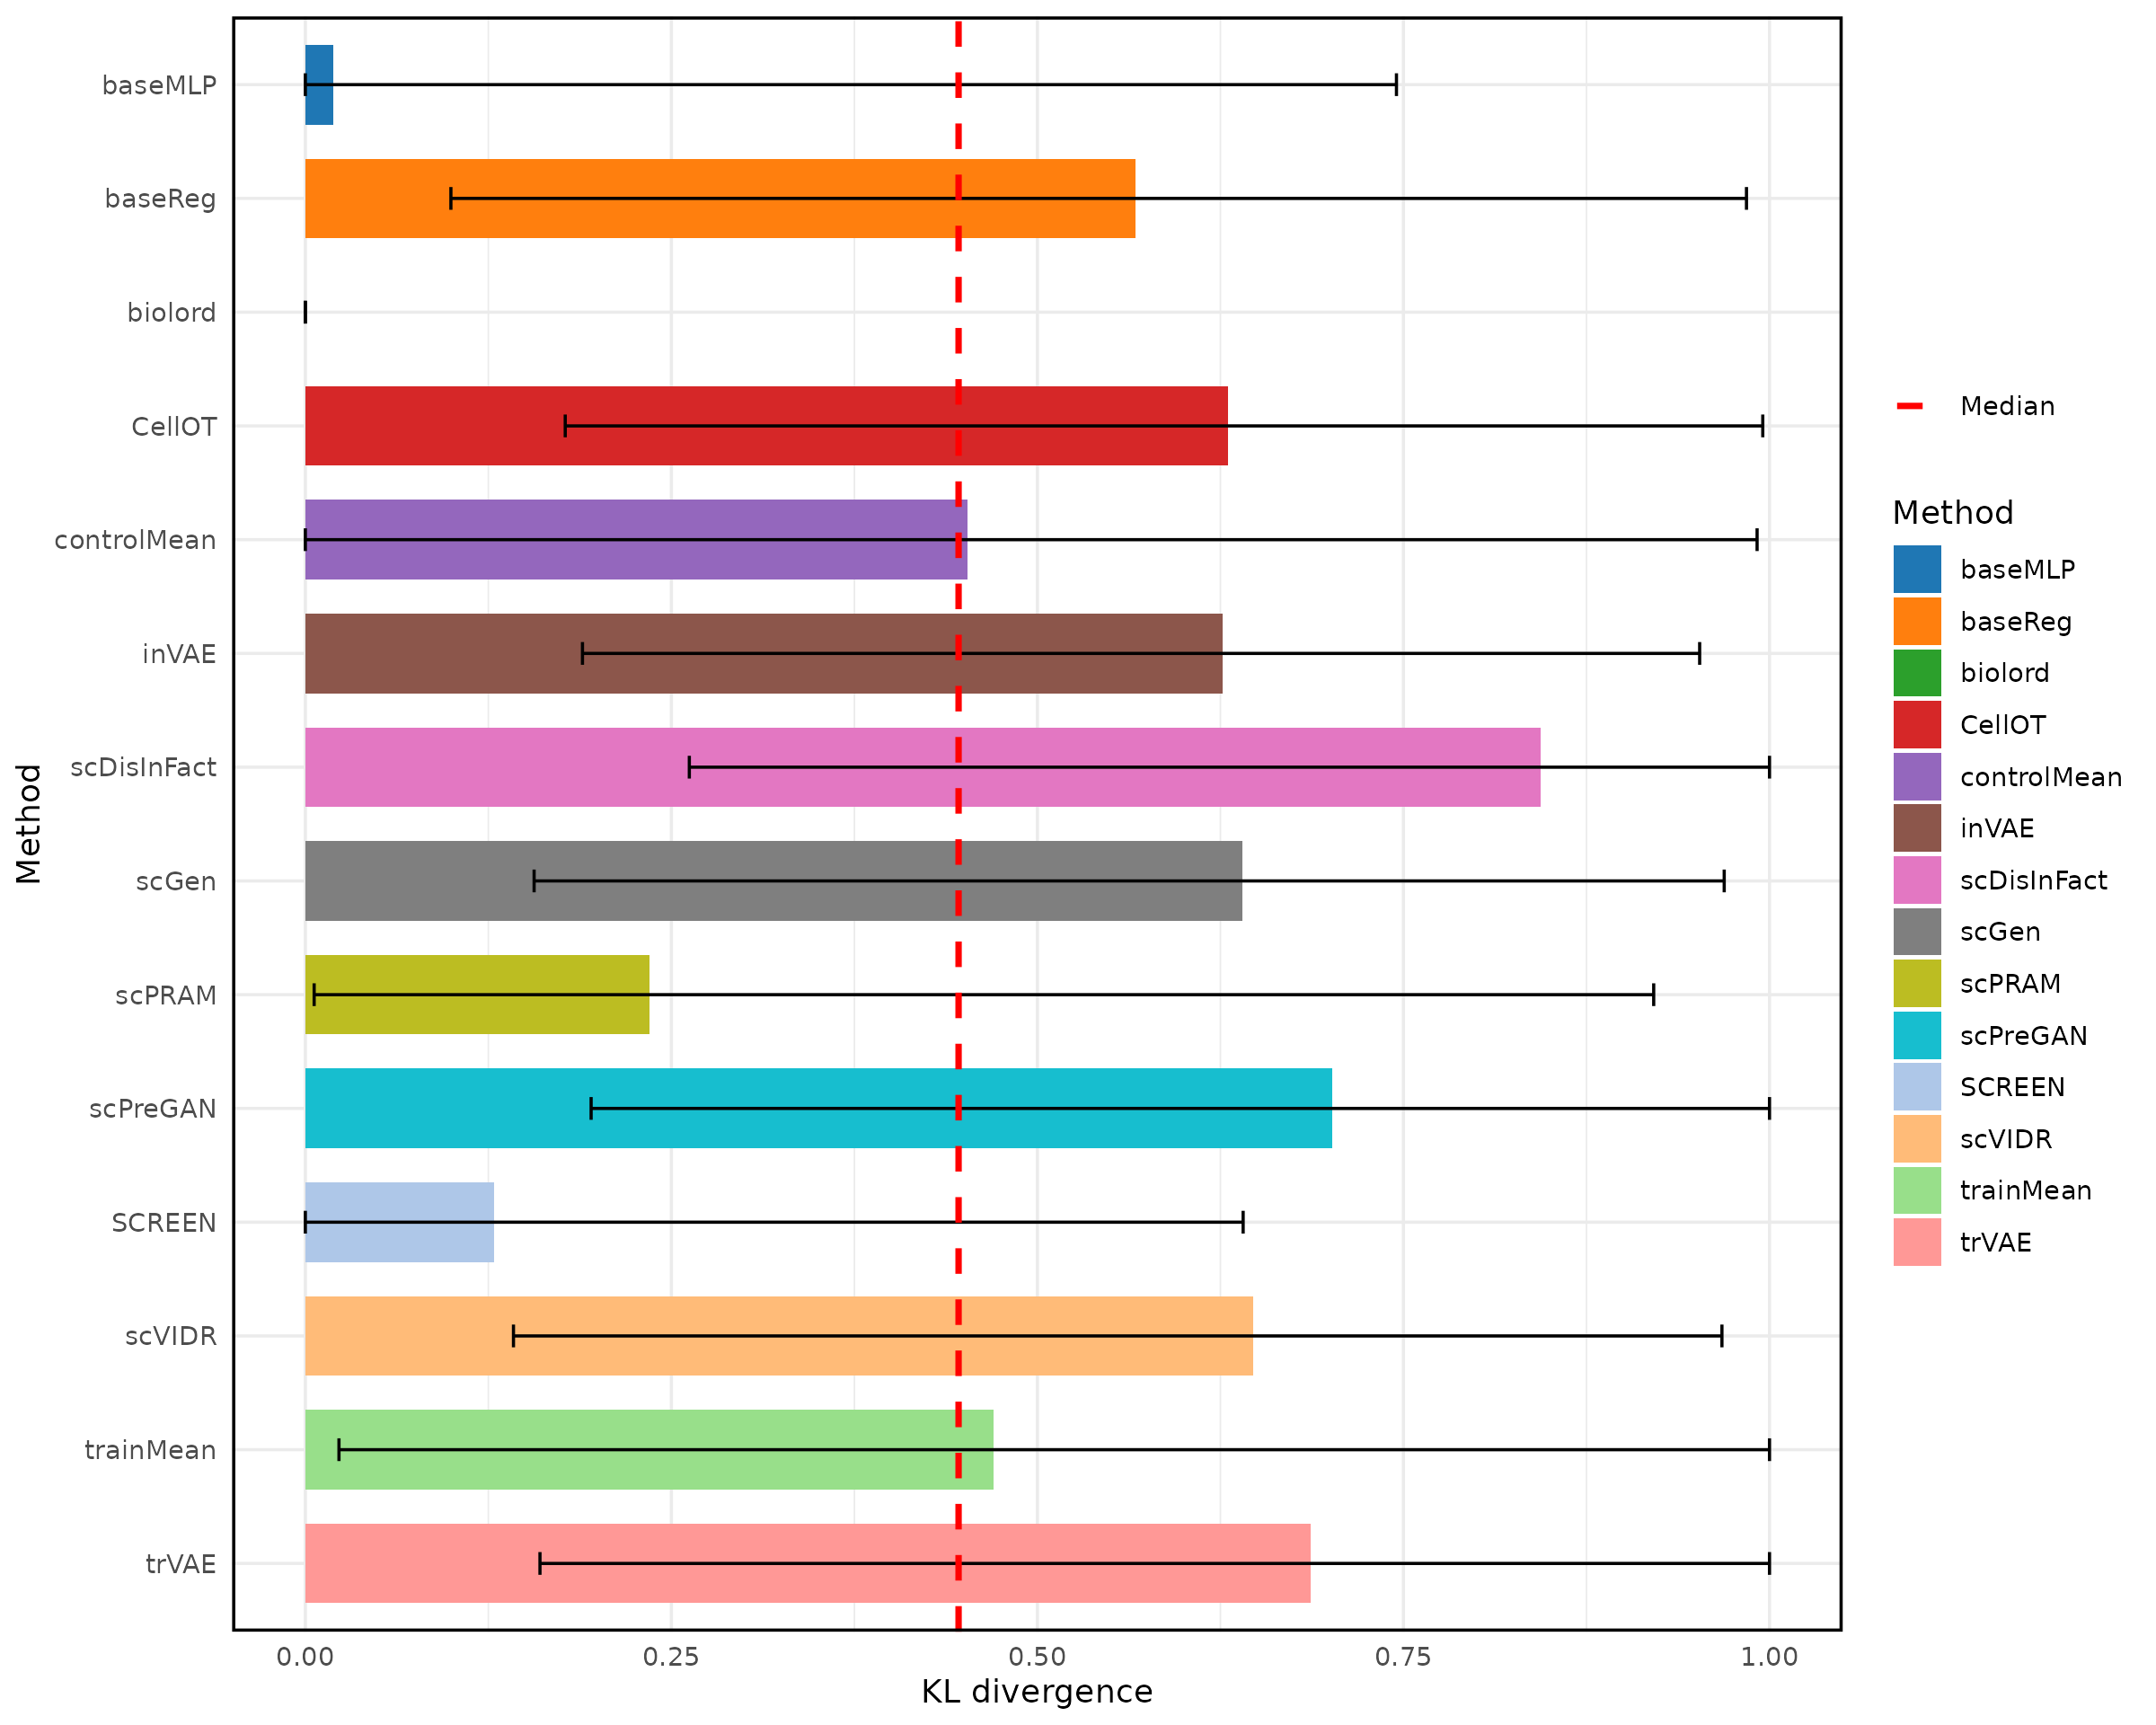 baseMLP
baseReg
biolord
CellOT
controlMean
inVAE
scDisInFact
scGen
scPRAM
scPreGAN
SCREEN
scVIDR
trainMean
trVAE
Method
0.00 0.25 0.50 0.75 1.00
KL divergence
Median
Method
baseMLP
baseReg
biolord
CellOT
controlMean
inVAE
scDisInFact
scGen
scPRAM
scPreGAN
SCREEN
scVIDR
trainMean
trVAE